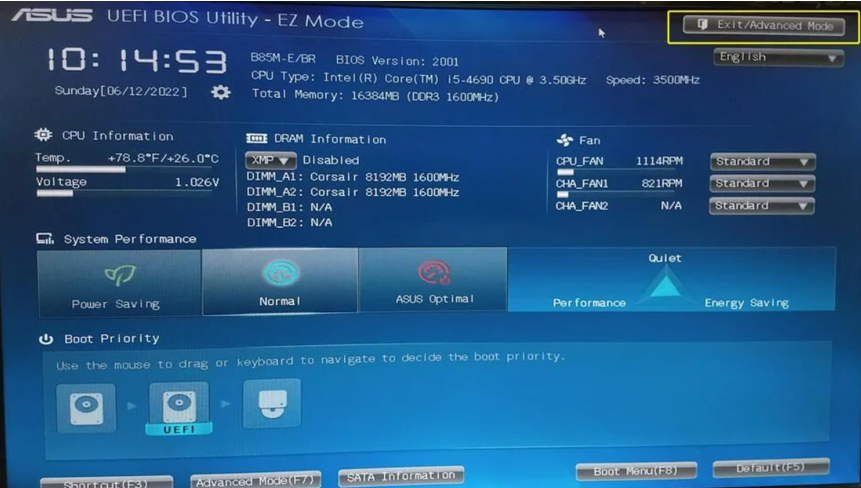 ASUS UEFI BIOS Utility - EZ Mode
Exit/Advanced Mode
10:14:53
Sunday[06/12/2022]
B85M-E/BR BIOS Version: 2001
CPU Type: Intel(R) Core(TM) i5-4690 CPU @ 3.50GHz Speed: 3500MHz
Total Memory: 16384MB (DDR3 1600MHz)
English
CPU Information
Temp. +78.8°F/+26.0°C
Voltage 1.026V
DRAM Information
XMP Disabled
DIMM_A1: Corsair 8192MB 1600MHz
DIMM_A2: Corsair 8192MB 1600MHz
DIMM_B1: N/A
DIMM_B2: N/A
Fan
CPU_FAN 1114RPM Standard
CHA_FAN1 821RPM Standard
CHA_FAN2 N/A Standard
System Performance
Power Saving
Normal
ASUS Optimal
Quiet
Performance
Energy Saving
Boot Priority
Use the mouse to drag or keyboard to navigate to decide the boot priority.
UEFI
Shortcut(F3)
Advanced Mode(F7)
SATA Information
Boot Menu(F8)
Default(F5)